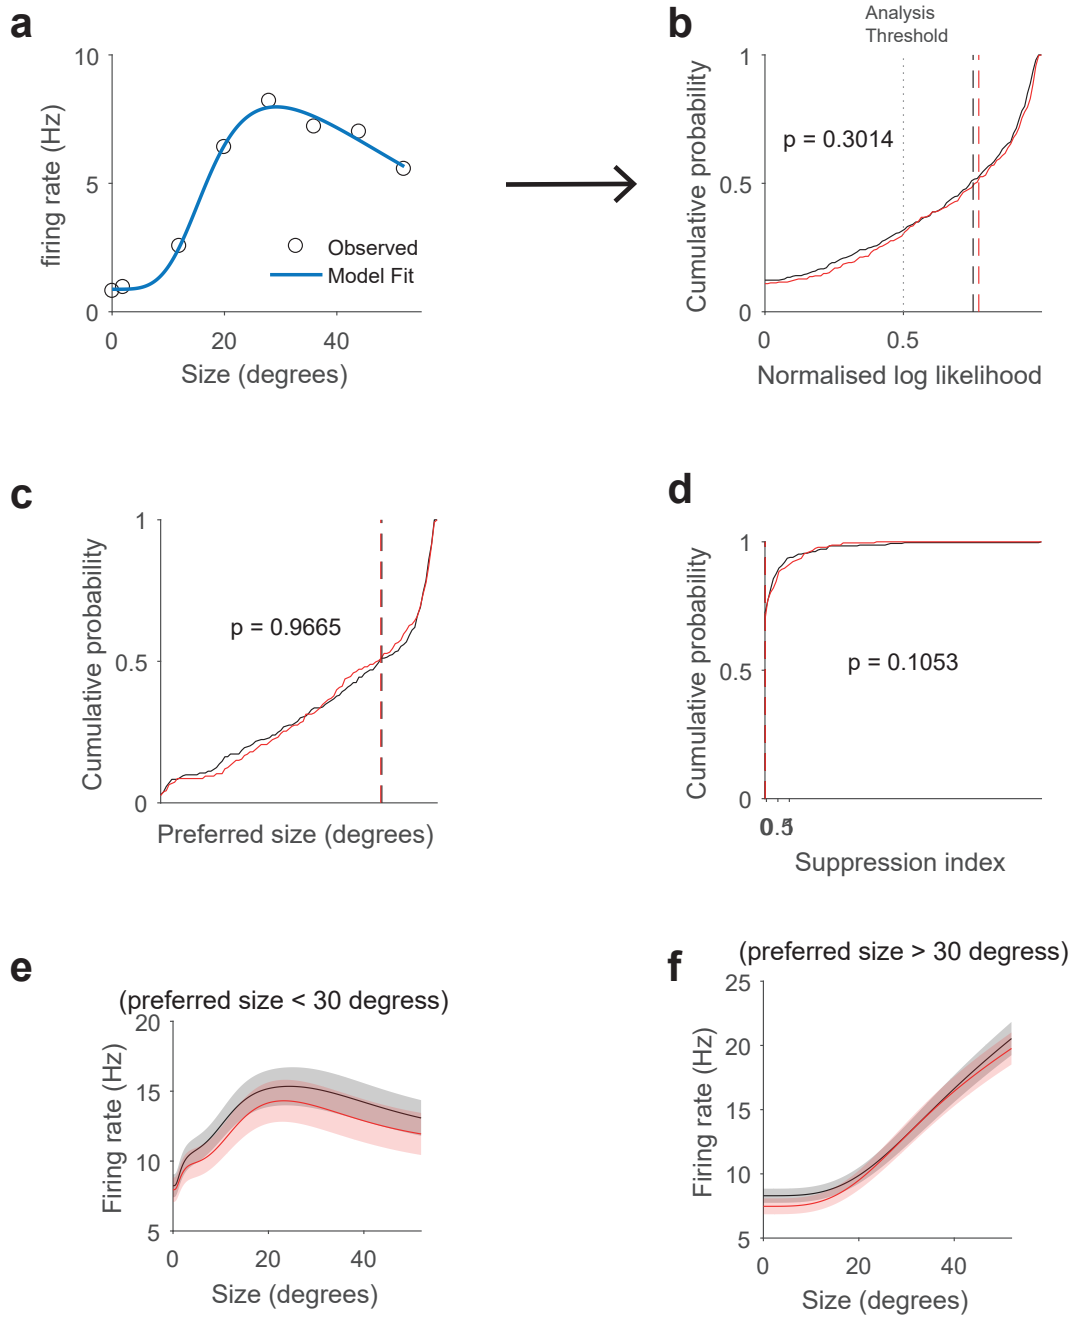 a
10
5
0
firing rate (Hz)
Observed
Model Fit
0
20
40
Size (degrees)
b
Analysis
Threshold
1
0.5
0
Cumulative probability
p = 0.3014
0
0.5
Normalised log likelihood
c
1
0.5
0
Cumulative probability
p = 0.9665
Preferred size (degrees)
d
1
0.5
0
Cumulative probability
p = 0.1053
Suppression index
e
(preferred size < 30 degress)
20
15
10
5
Firing rate (Hz)
0
20
40
Size (degrees)
f
(preferred size > 30 degress)
25
20
15
10
5
Firing rate (Hz)
0
20
40
Size (degrees)